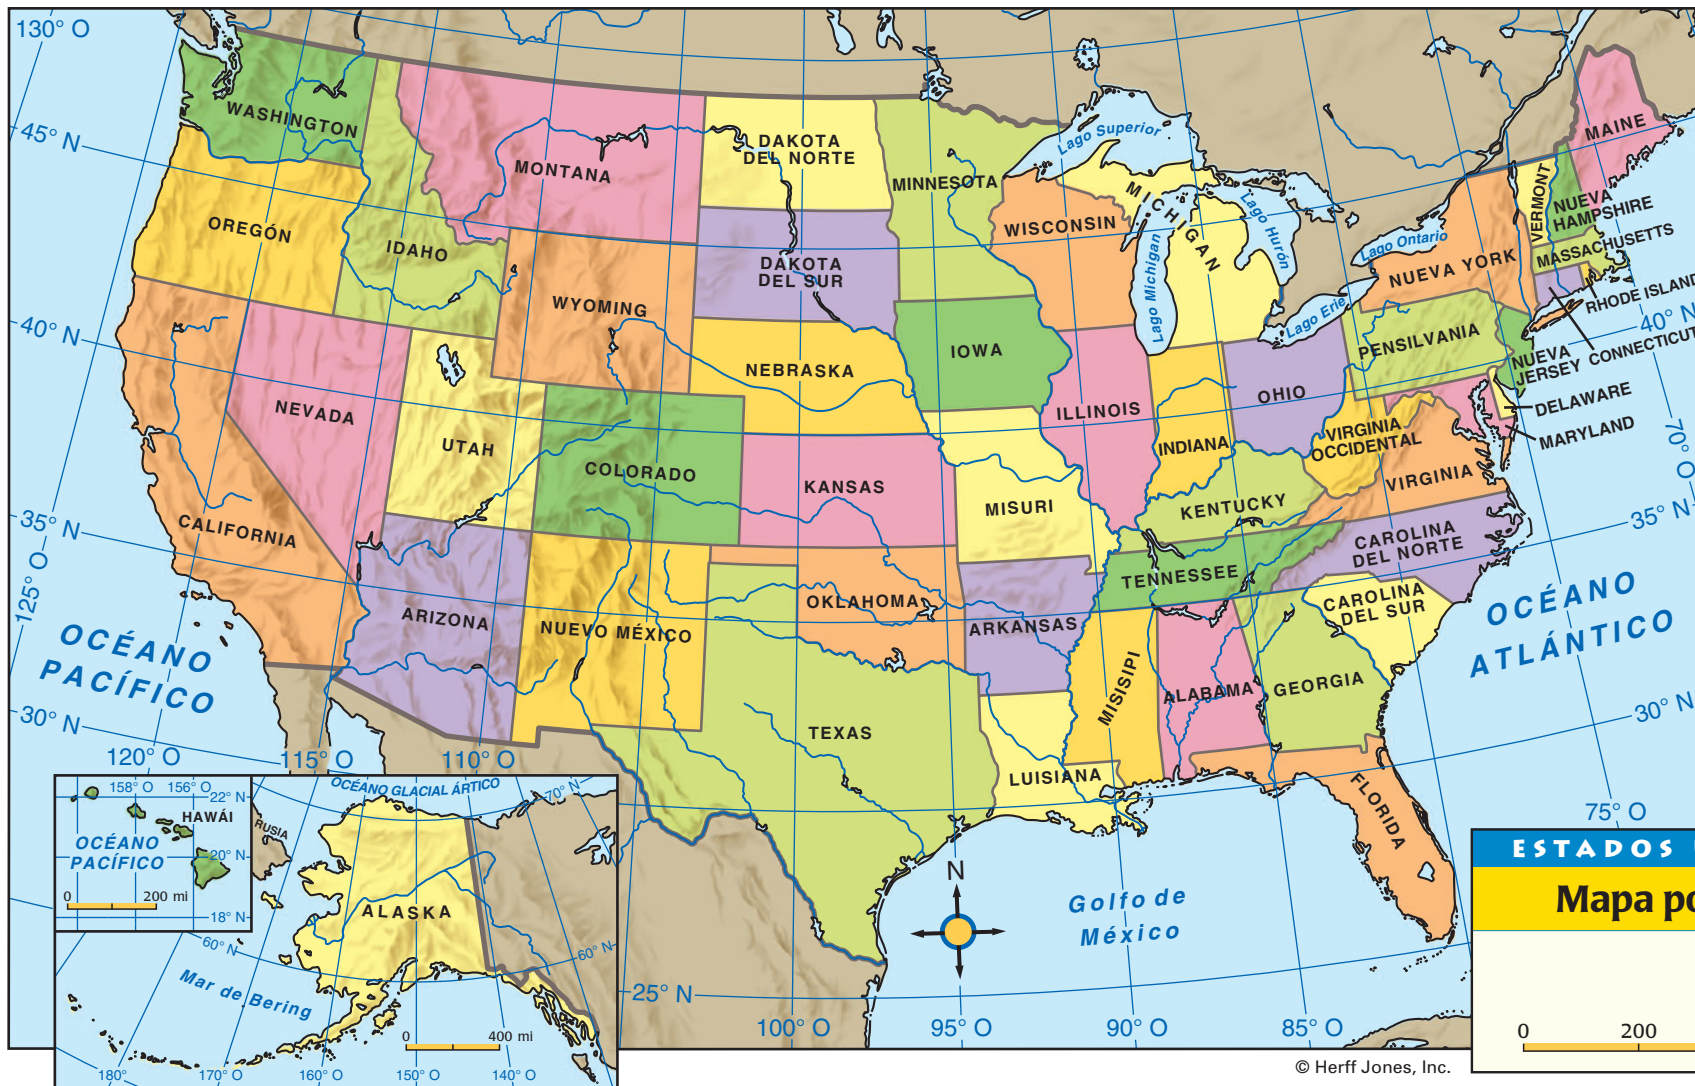 130° O
45° N
40° N
35° N
125° O
30° N
120° O
115° O
110° O
WASHINGTON
OREGÓN
IDAHO
MONTANA
WYOMING
NEVADA
UTAH
CALIFORNIA
ARIZONA
COLORADO
NUEVO MÉXICO
DAKOTA
DEL NORTE
DAKOTA
DEL SUR
NEBRASKA
KANSAS
OKLAHOMA
TEXAS
MINNESOTA
IOWA
MISURI
ARKANSAS
LUISIANA
WISCONSIN
MICHIGAN
ILLINOIS
INDIANA
OHIO
KENTUCKY
TENNESSEE
MISISIPI
ALABAMA
GEORGIA
FLORIDA
CAROLINA
DEL SUR
CAROLINA
DEL NORTE
VIRGINIA
VIRGINIA
OCCIDENTAL
PENSILVANIA
NUEVA YORK
VERMONT
NUEVA
HAMPSHIRE
MAINE
MASSACHUSETTS
RHODE ISLAND
CONNECTICUT
NUEVA
JERSEY
DELAWARE
MARYLAND
Lago Superior
Lago Michigan
Lago Hurón
Lago Erie
Lago Ontario
OCÉANO
PACÍFICO
OCÉANO
ATLÁNTICO
Golfo de
México
N
40° N
70° O
35° N
30° N
75° O
25° N
100° O
95° O
90° O
85° O
158° O
156° O
22° N
HAWÁI
OCÉANO
PACÍFICO
20° N
0
200 mi
18° N
OCÉANO GLACIAL ÁRTICO
70° N
RUSIA
ALASKA
60° N
60° N
Mar de Bering
0
400 mi
180°
170° O
160° O
150° O
140° O
ESTADOS
Mapa po
0
200
© Herff Jones, Inc.